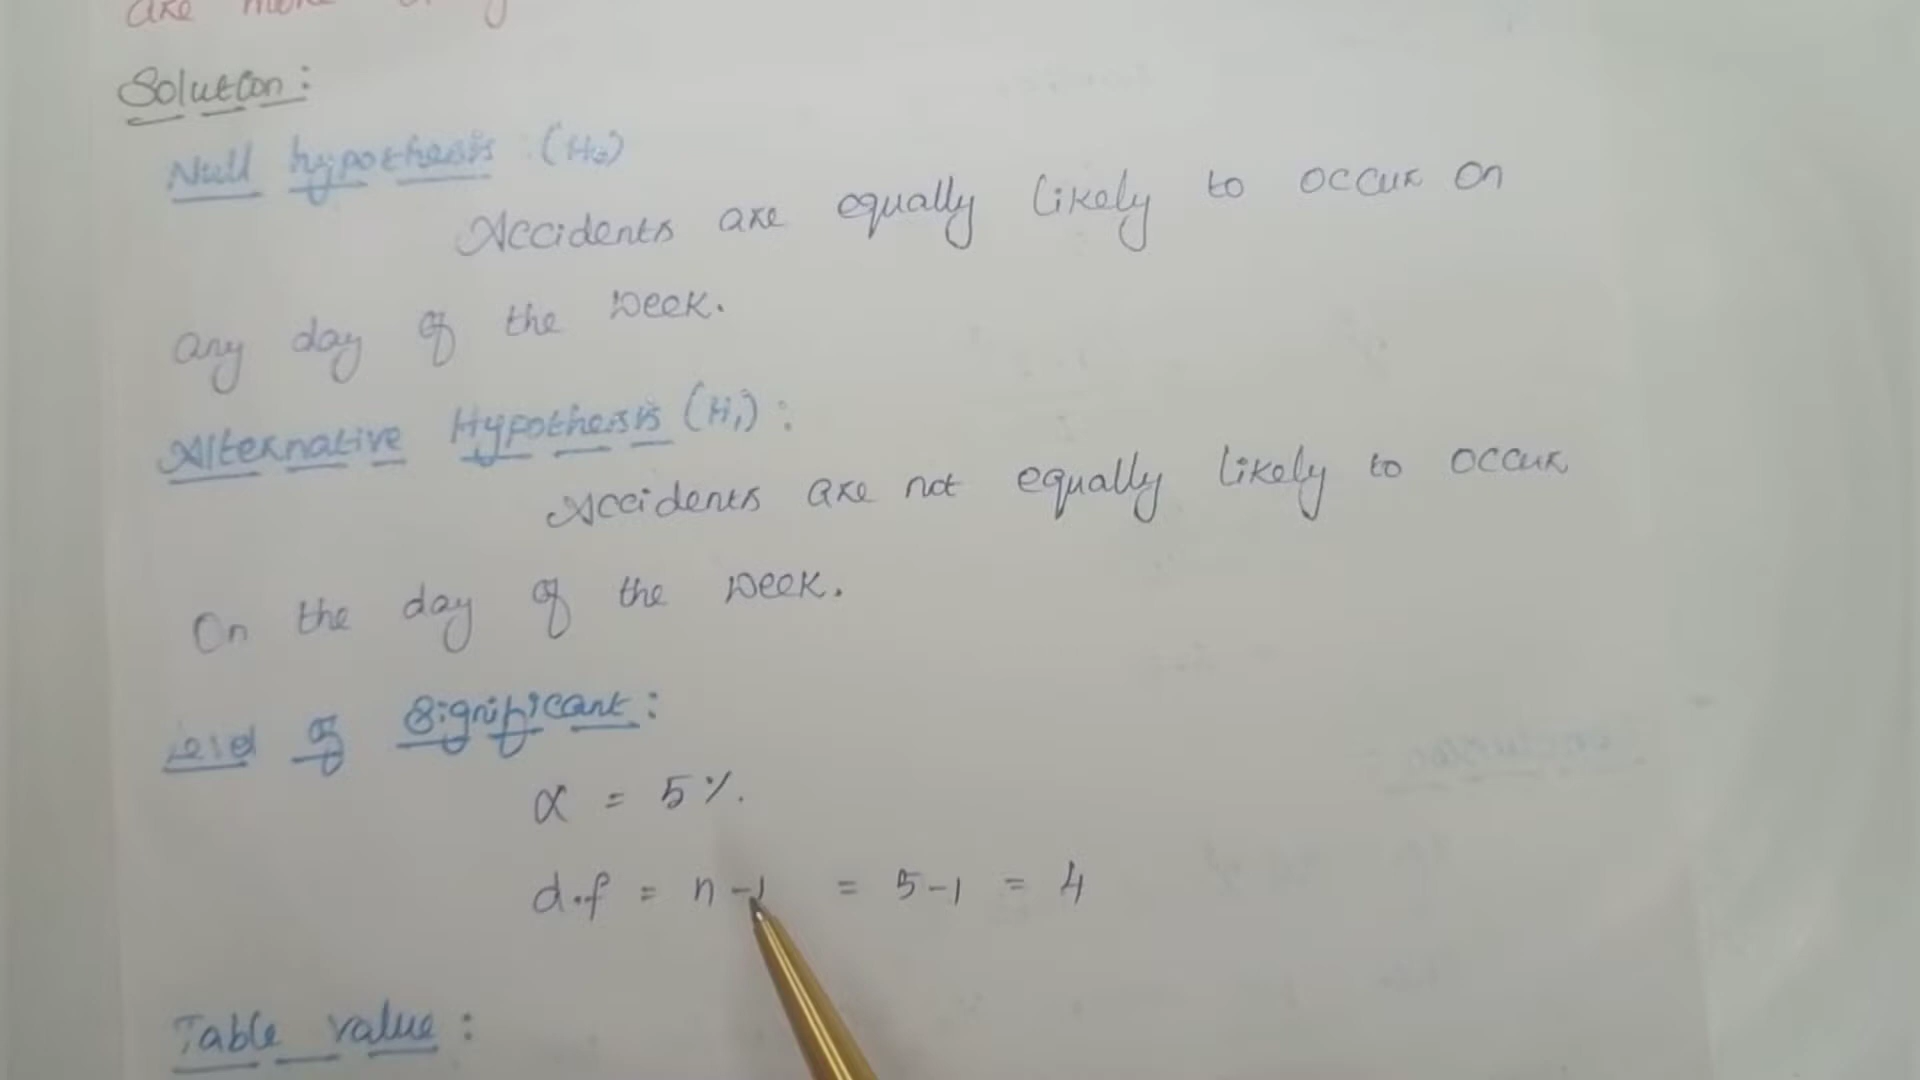 are more
Solution:
Null hypothesis (H₀)
Accidents are equally likely to occur on
any day of the week.
Alternative Hypothesis (H₁):
Accidents are not equally likely to occur
On the day of the week.
of Significant:
α = 5%.
d.f = n-1 = 5-1 = 4
Table value: